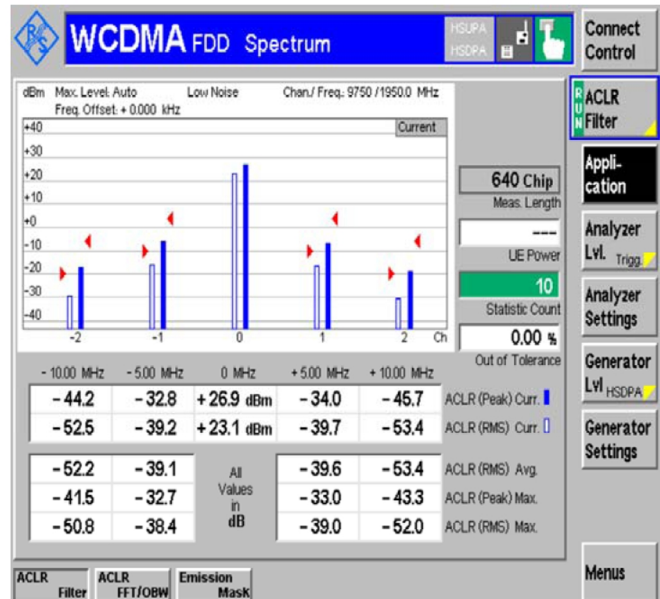 WCDMA FDD Spectrum
HSUPA
HSDPA
Connect
Control
dBm Max. Level: Auto Low Noise Chan./ Freq.: 9750 / 1950.0 MHz
Freq. Offset: + 0.000 kHz
Current
+40
+30
+20
+10
+0
-10
-20
-30
-40
-2 -1 0 1 2 Ch
640 Chip
Meas. Length
---
UE Power
10
Statistic Count
0.00 %
Out of Tolerance
RUN
ACLR
Filter
Appli-
cation
Analyzer
Lvl. Trigg.
Analyzer
Settings
Generator
Lvl HSDPA
Generator
Settings
Menus
- 10.00 MHz - 5.00 MHz 0 MHz + 5.00 MHz + 10.00 MHz
- 44.2 - 32.8 + 26.9 dBm - 34.0 - 45.7 ACLR (Peak) Curr.
- 52.5 - 39.2 + 23.1 dBm - 39.7 - 53.4 ACLR (RMS) Curr.
- 52.2 - 39.1 - 39.6 - 53.4 ACLR (RMS) Avg.
- 41.5 - 32.7 - 33.0 - 43.3 ACLR (Peak) Max.
- 50.8 - 38.4 - 39.0 - 52.0 ACLR (RMS) Max.
All
Values
in
dB
ACLR
Filter
ACLR
FFT/OBW
Emission
Mask